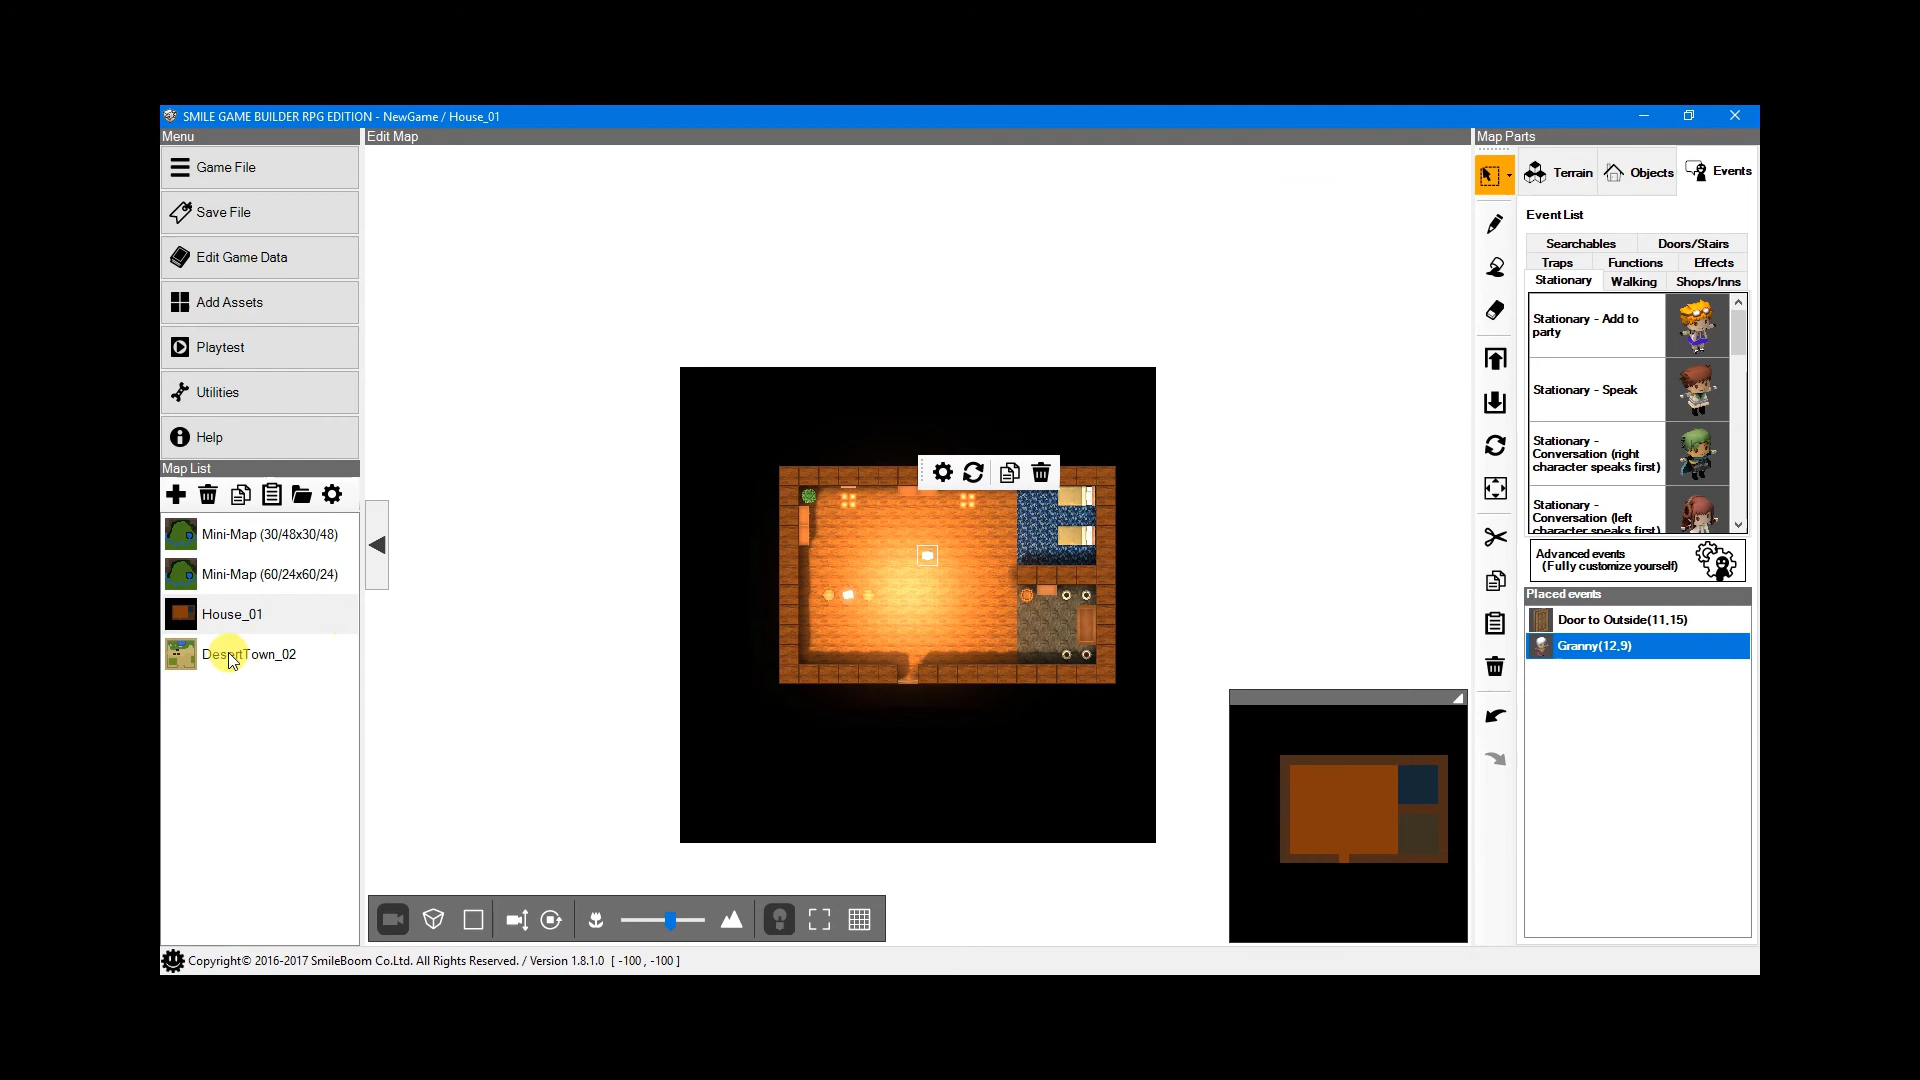 SMILE GAME BUILDER RPG EDITION - NewGame / House_01
Menu
Edit Map
Map Parts
Game File
Save File
Edit Game Data
Add Assets
Playtest
Utilities
Help
Map List
Mini-Map (30/48x30/48)
Mini-Map (60/24x60/24)
House_01
DesertTown_02
Terrain
Objects
Events
Event List
Searchables
Doors/Stairs
Traps
Functions
Effects
Stationary
Walking
Shops/Inns
Stationary - Add to
party
Stationary - Speak
Stationary -
Conversation (right
character speaks first)
Stationary -
Conversation (left
character speaks first)
Advanced events
(Fully customize yourself)
Placed events
Door to Outside(11,15)
Granny(12,9)
Copyright© 2016-2017 SmileBoom Co.Ltd. All Rights Reserved. / Version 1.8.1.0 [ -100 , -100 ]